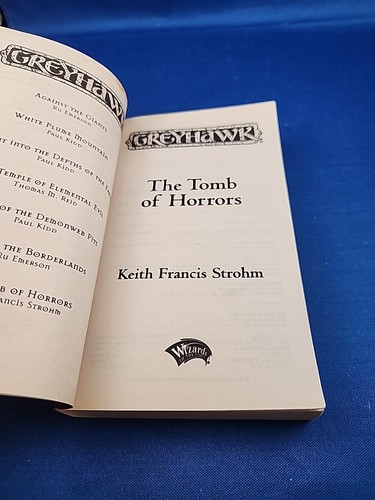 GREYHAWK
AGAINST THE GIANTS
RU EMERSON
WHITE PLUME MOUNTAIN
PAUL KIDD
INTO THE DEPTHS OF THE
PAUL KIDD
TEMPLE OF ELEMENTAL EVIL
THOMAS M. REID
OF THE DEMONWEB PITS
PAUL KIDD
THE BORDERLANDS
RU EMERSON
OF HORRORS
STROHM
GREYHAWK
The Tomb
of Horrors
Keith Francis Strohm
Wizards